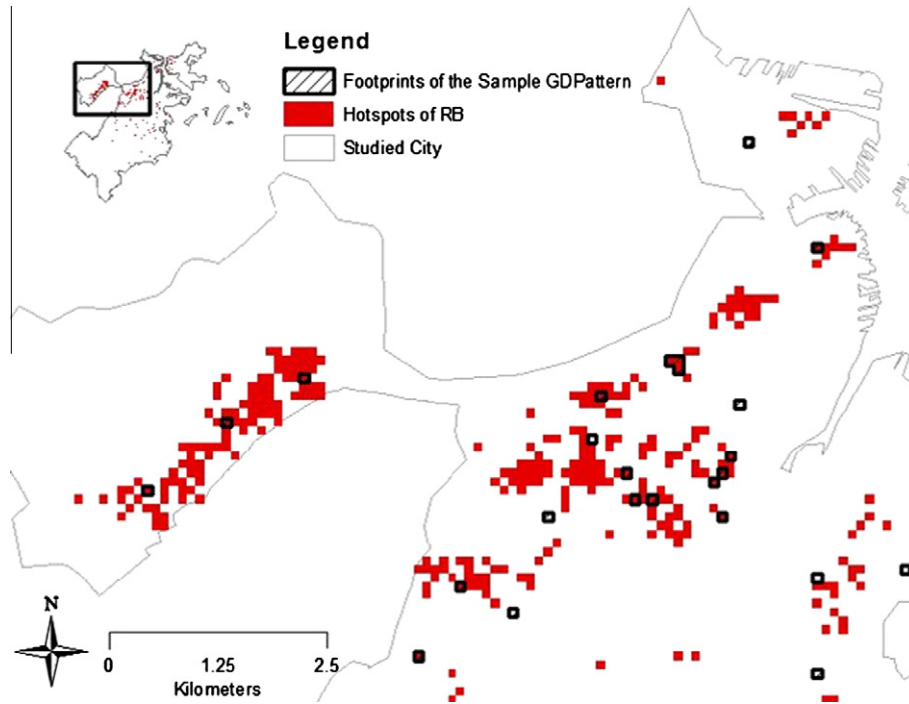 Legend
Footprints of the Sample GDPattern
Hotspots of RB
Studied City
N
0 1.25 2.5
Kilometers